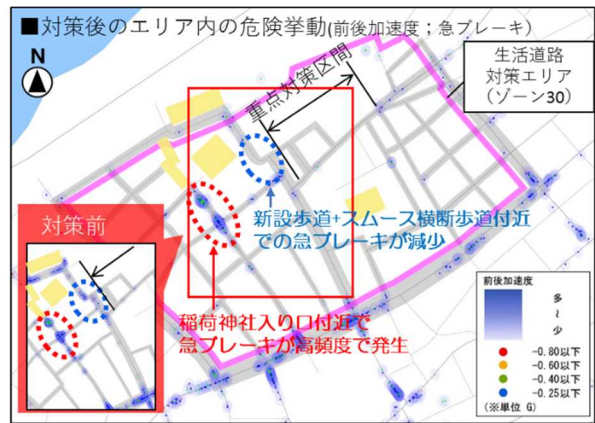 ■対策後のエリア内の危険挙動(前後加速度；急ブレーキ)
N
生活道路
対策エリア
(ゾーン30)
重点対策区間
新設歩道+スムース横断歩道付近
での急ブレーキが減少
対策前
稲荷神社入り口付近で
急ブレーキが高頻度で発生
前後加速度
多
～
少
-0.80以下
-0.60以下
-0.40以下
-0.25以下
(※単位 G)